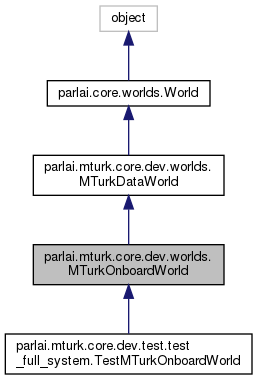 object
parlai.core.worlds.World
parlai.mturk.core.dev.worlds.
MTurkDataWorld
parlai.mturk.core.dev.worlds.
MTurkOnboardWorld
parlai.mturk.core.dev.test.test
_full_system.TestMTurkOnboardWorld